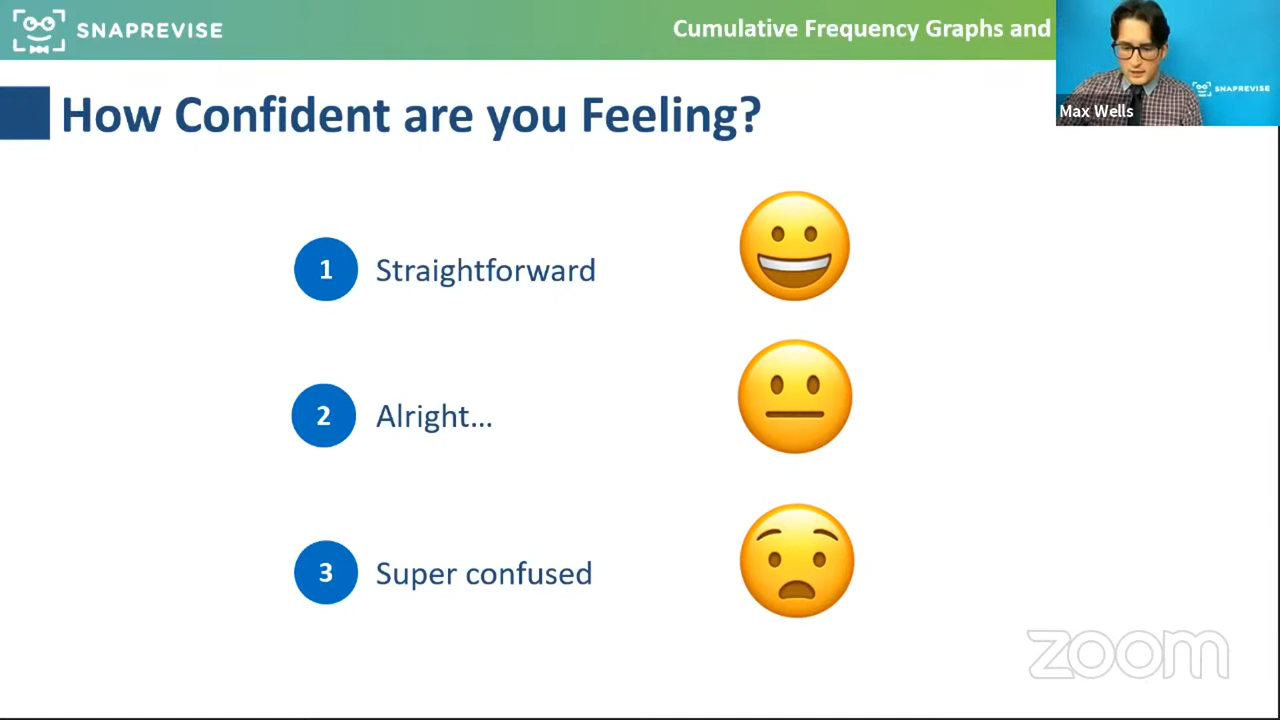 SNAPREVISE
Cumulative Frequency Graphs and
SNAPREVISE
Max Wells
How Confident are you Feeling?
1 Straightforward
2 Alright...
3 Super confused
zoom